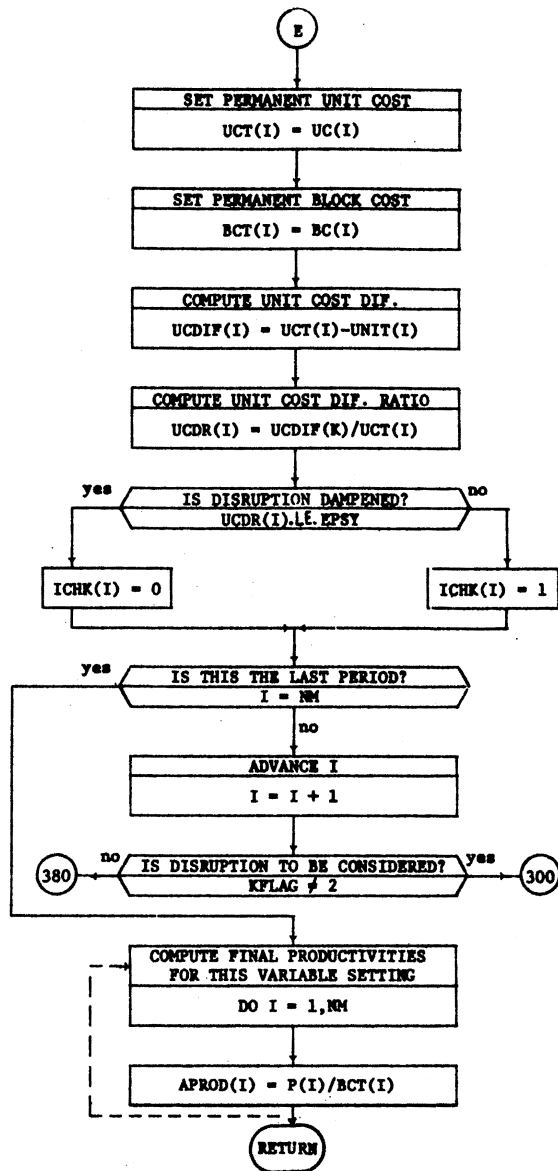 E
SET PERMANENT UNIT COST
UCT(I) = UC(I)
SET PERMANENT BLOCK COST
BCT(I) = BC(I)
COMPUTE UNIT COST DIF.
UCDIF(I) = UCT(I)-UNIT(I)
COMPUTE UNIT COST DIF. RATIO
UCDR(I) = UCDIF(K)/UCT(I)
yes
no
IS DISRUPTION DAMPENED?
UCDR(I).LE.EPSY
ICHK(I) = 0
ICHK(I) = 1
yes
IS THIS THE LAST PERIOD?
I = NM
no
ADVANCE I
I = I + 1
380
no
IS DISRUPTION TO BE CONSIDERED?
KFLAG ≠ 2
yes
300
COMPUTE FINAL PRODUCTIVITIES
FOR THIS VARIABLE SETTING
DO I = 1,NM
APROD(I) = P(I)/BCT(I)
RETURN